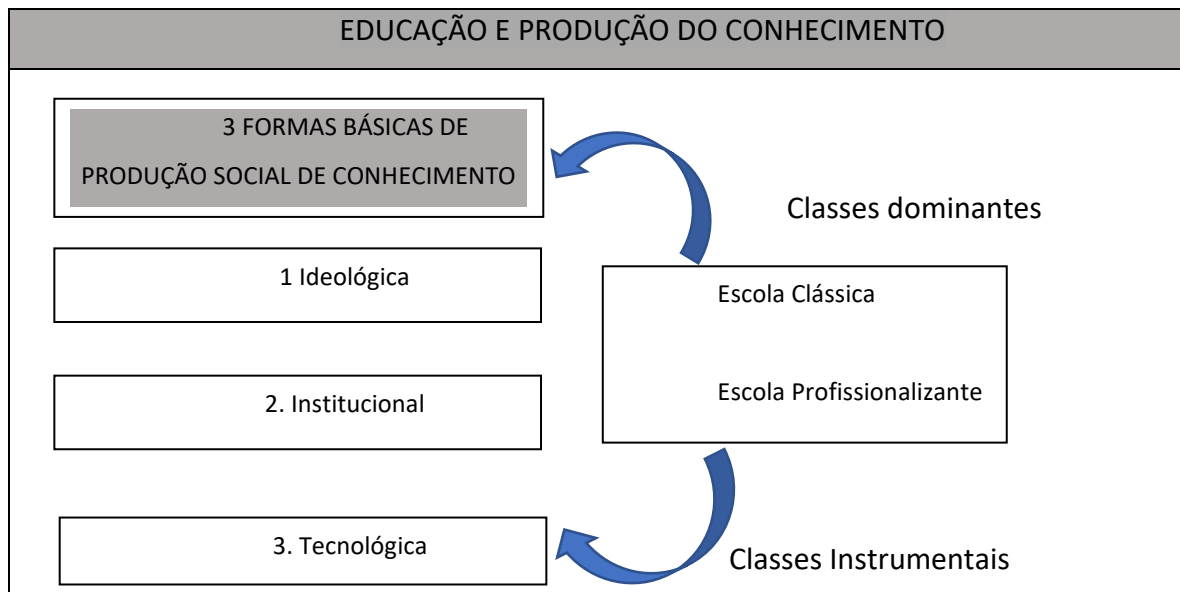 EDUCAÇÃO E PRODUÇÃO DO CONHECIMENTO
3 FORMAS BÁSICAS DE
PRODUÇÃO SOCIAL DE CONHECIMENTO
Classes dominantes
1 Ideológica
Escola Clássica
2. Institucional
Escola Profissionalizante
3. Tecnológica
Classes Instrumentais